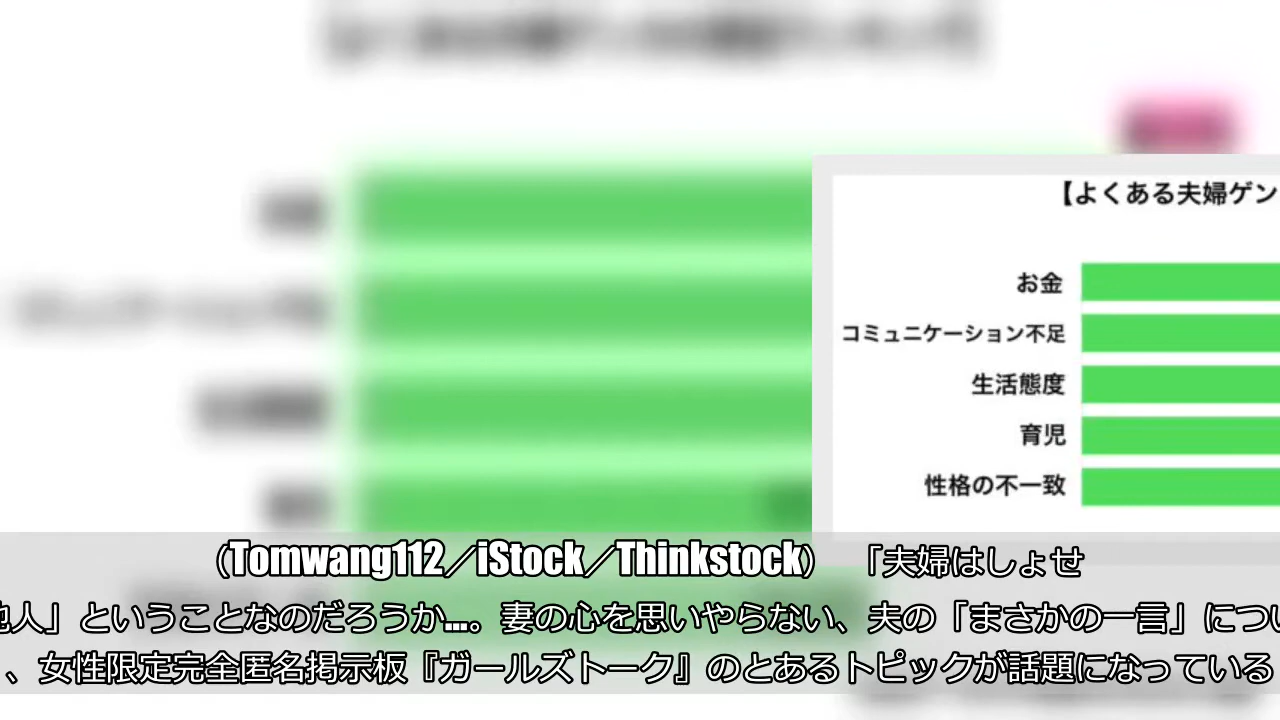 【よくある夫婦ゲン
お金
コミュニケーション不足
生活態度
育児
性格の不一致
（Tomwang112／iStock／Thinkstock） 「夫婦はしょせ
他人」ということなのだろうか…。妻の心を思いやらない、夫の「まさかの一言」につい
、女性限定完全匿名掲示板『ガールズトーク』のとあるトピックが話題になっている